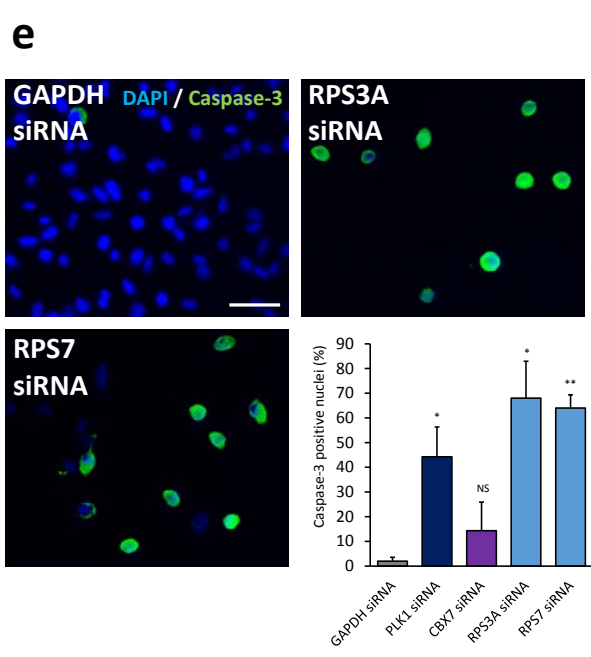 e
GAPDH
siRNA
DAPI / Caspase-3
RPS3A
siRNA
RPS7
siRNA
Caspase-3 positive nuclei (%)
90
80
70
60
50
40
30
20
10
0
*
NS
*
**
GAPDH siRNA
PLK1 siRNA
CBX7 siRNA
RPS3A siRNA
RPS7 siRNA